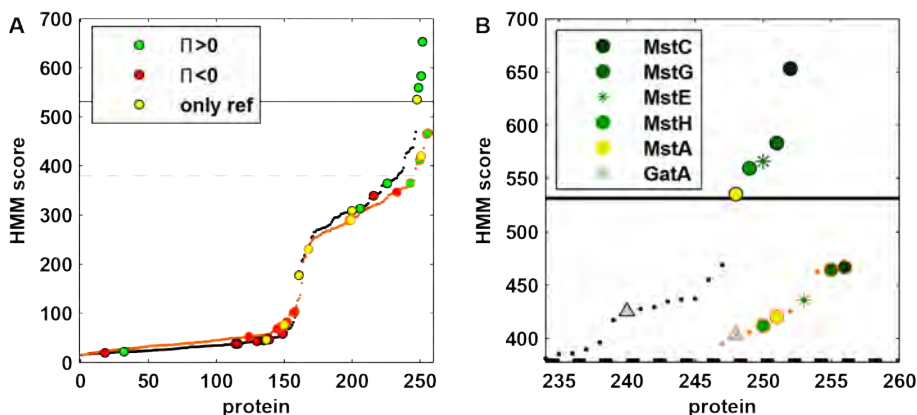 A
700
600
500
400
300
200
100
0
HMM score
0
50
100
150
200
250
protein
Π>0
Π<0
only ref
B
700
650
600
550
500
450
400
HMM score
235
240
245
250
255
260
protein
MstC
MstG
MstE
MstH
MstA
GatA